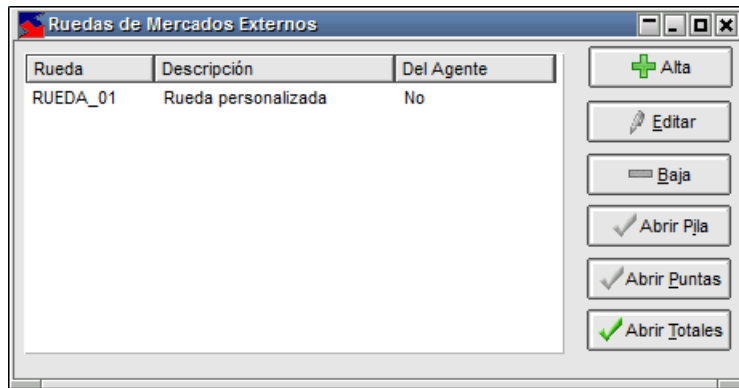 Ruedas de Mercados Externos
Rueda Descripción Del Agente
RUEDA_01 Rueda personalizada No
Alta
Editar
Baja
Abrir Pila
Abrir Puntas
Abrir Totales